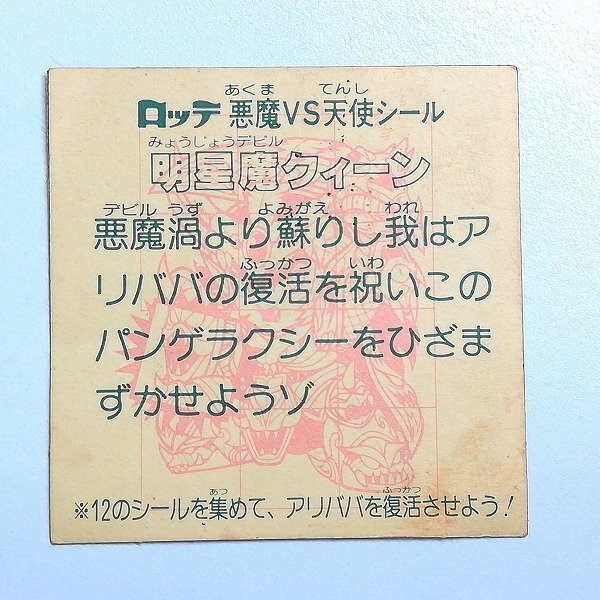 あくま てんし
ロッテ 悪魔VS天使シール
みょうじょうデビル
明星魔クィーン
デビル うず よみがえ われ
悪魔渦より蘇りし我はア
ふっかつ いわ
リババの復活を祝いこの
パンゲラクシーをひざま
ずかせようゾ
あつ ふっかつ
※12のシールを集めて、アリババを復活させよう!